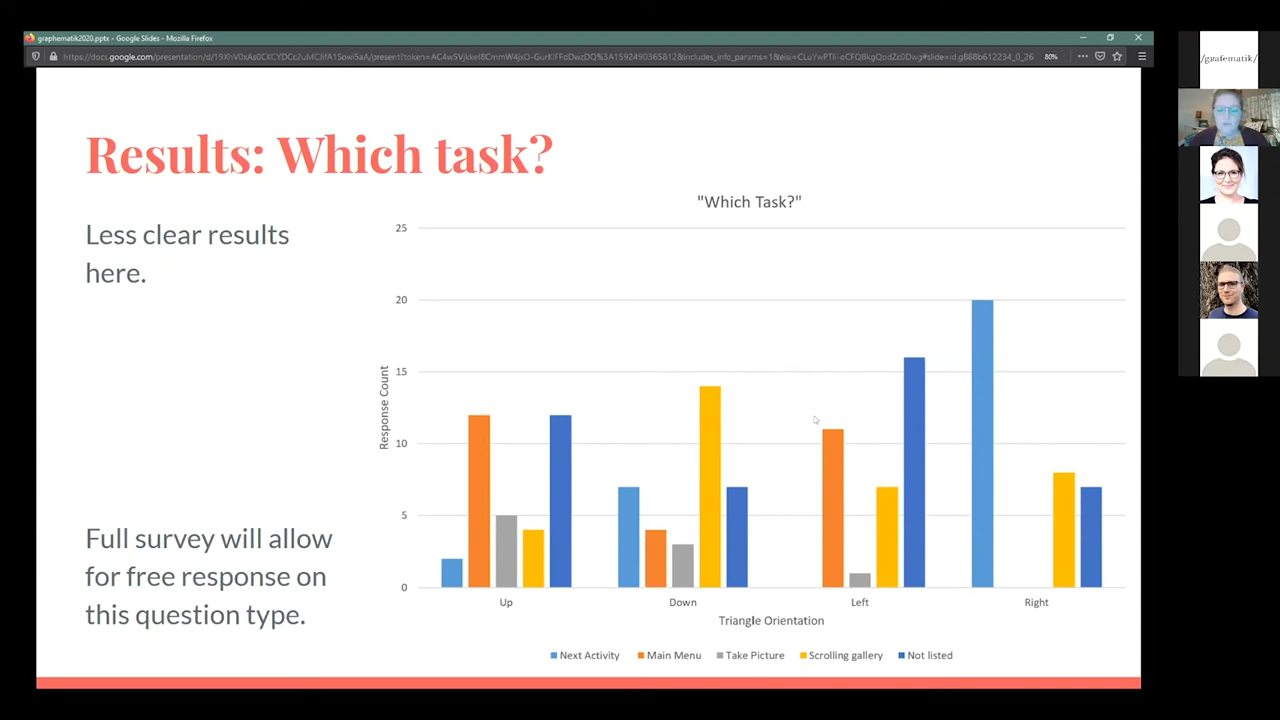 graphematik2020.pptx - Google Slides - Mozilla Firefox
80%
/grafematik/
Results: Which task?
Less clear results
here.
Full survey will allow
for free response on
this question type.
"Which Task?"
Response Count
25
20
15
10
5
0
Up Down Left Right
Triangle Orientation
Next Activity Main Menu Take Picture Scrolling gallery Not listed